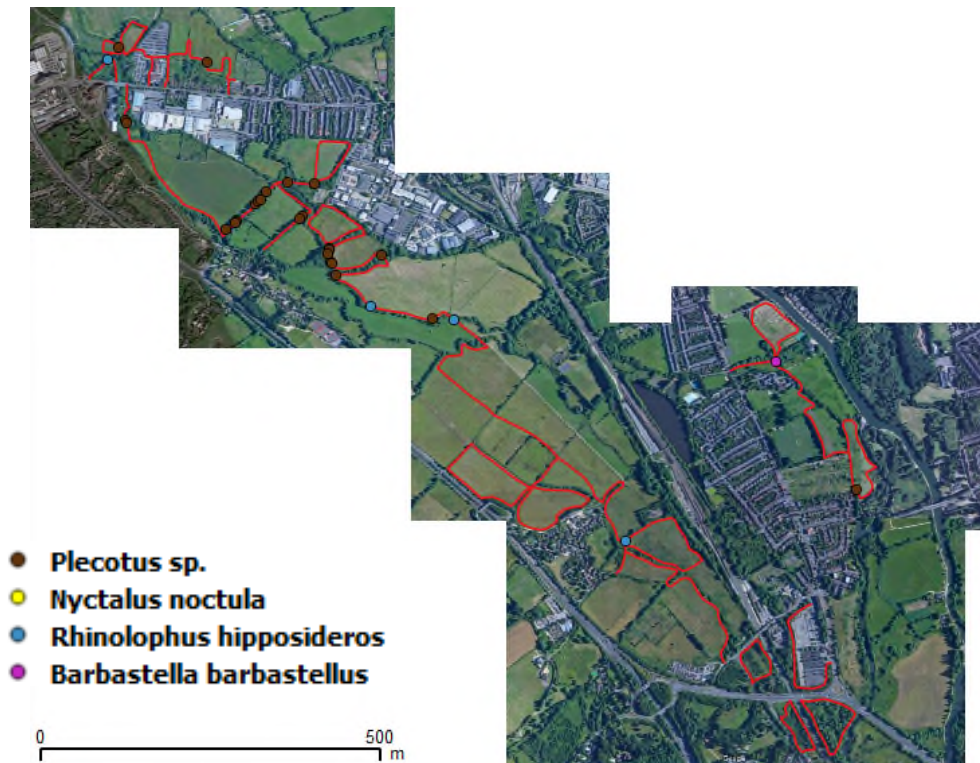 Plecotus sp.
Nyctalus noctula
Rhinolophus hipposideros
Barbastella barbastellus
0 500
m